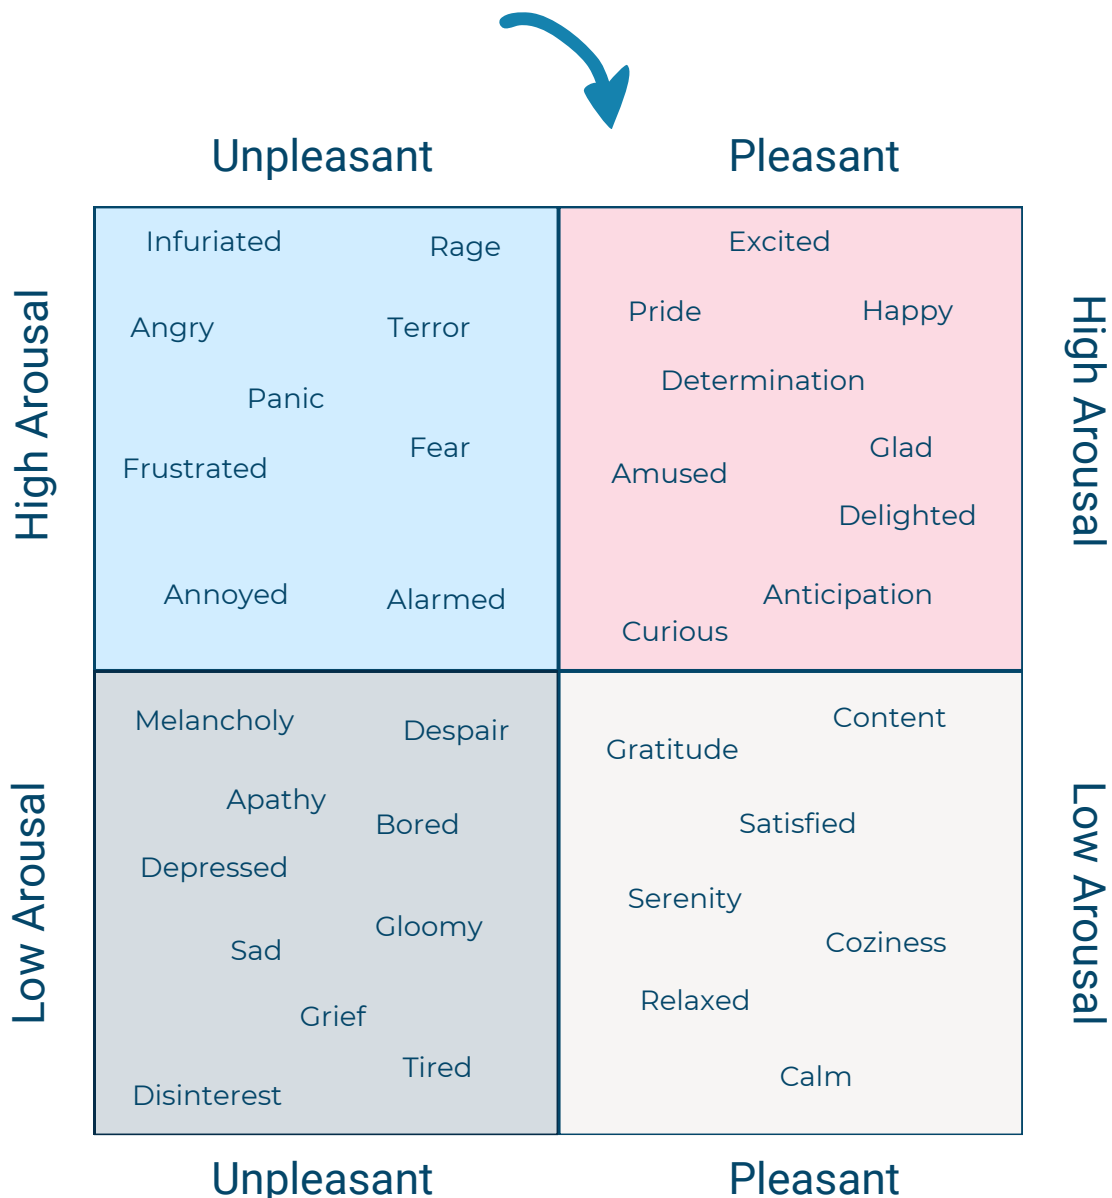 Unpleasant
Pleasant
High Arousal
High Arousal
Infuriated
Rage
Angry
Terror
Panic
Fear
Frustrated
Annoyed
Alarmed
Excited
Pride
Happy
Determination
Glad
Amused
Delighted
Anticipation
Curious
Low Arousal
Low Arousal
Melancholy
Despair
Apathy
Bored
Depressed
Gloomy
Sad
Grief
Tired
Disinterest
Content
Gratitude
Satisfied
Serenity
Coziness
Relaxed
Calm
Unpleasant
Pleasant